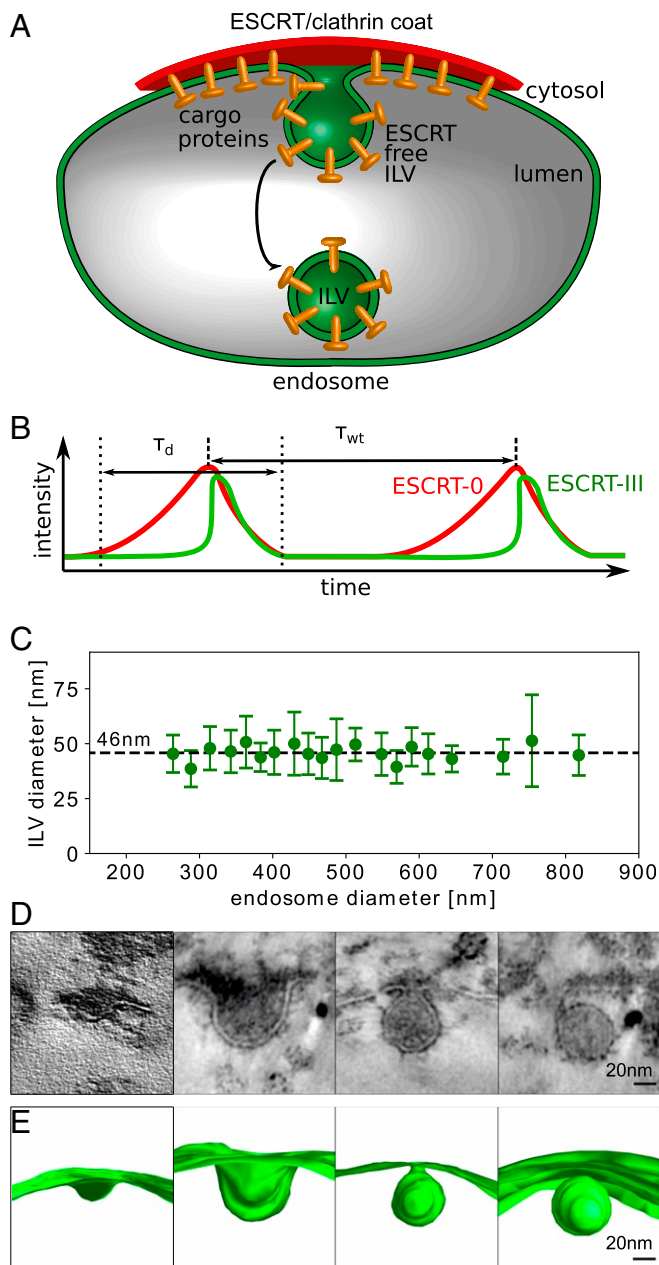 A
ESCRT/clathrin coat
cytosol
cargo
proteins
ESCRT
free
ILV
lumen
ILV
endosome
B
τd
τwt
intensity
ESCRT-0
ESCRT-III
time
C
ILV diameter [nm]
75
50
25
0
46nm
200 300 400 500 600 700 800 900
endosome diameter [nm]
D
20nm
E
20nm